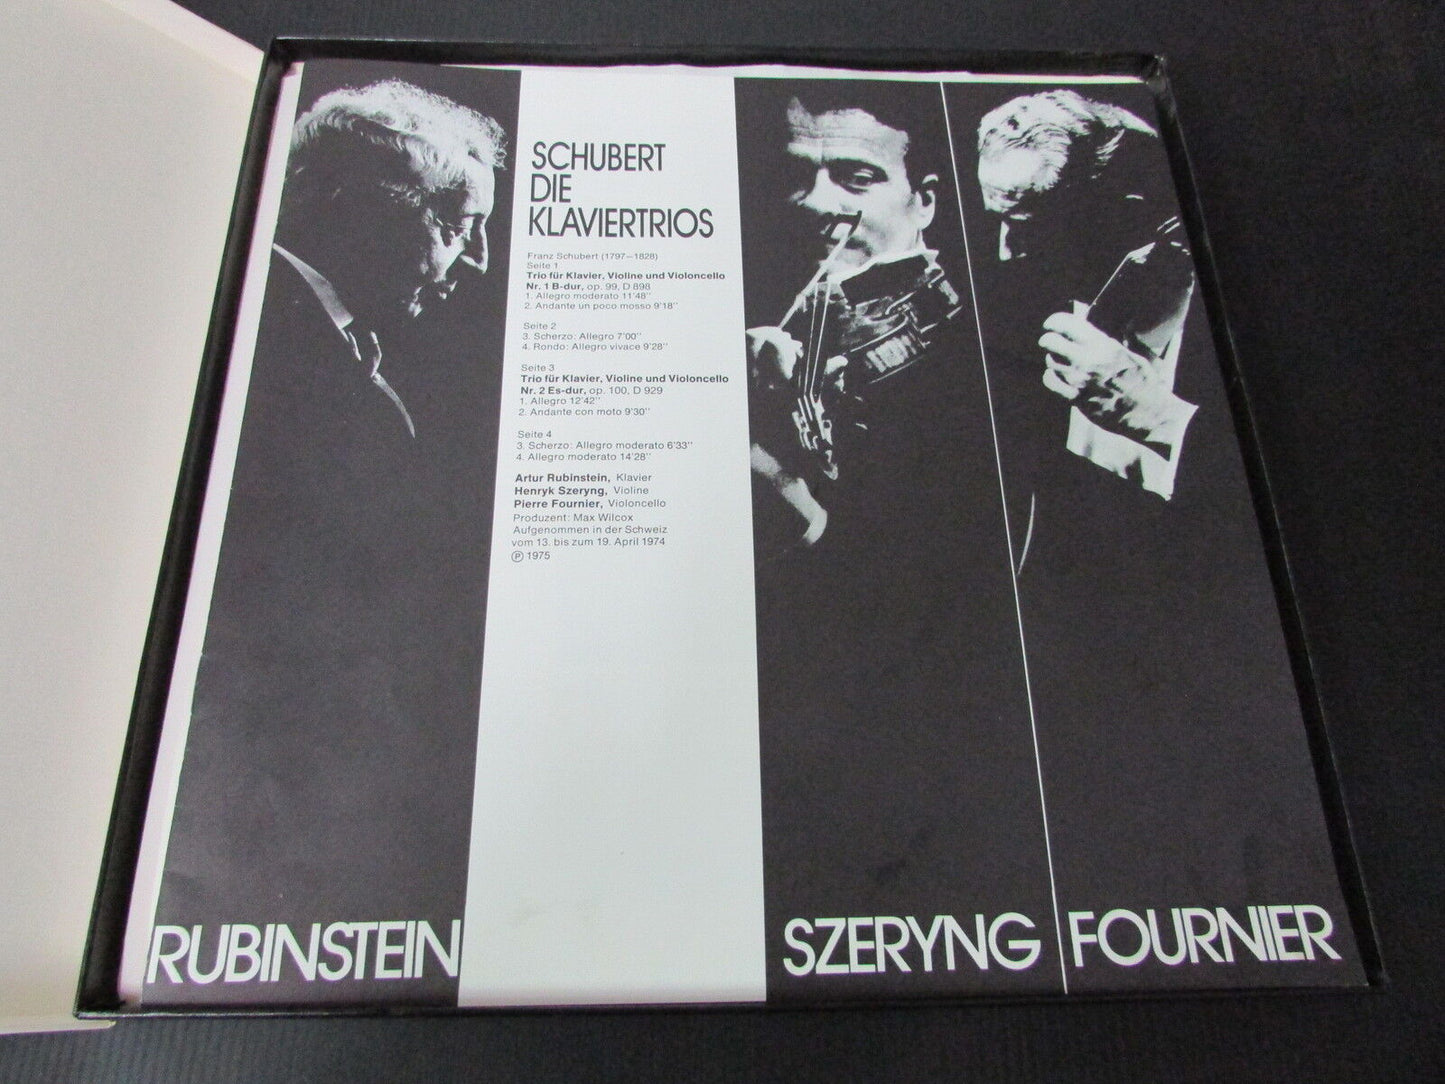 SCHUBERT
DIE
KLAVIERTRIOS
Franz Schubert (1797–1828)
Seite 1
Trio für Klavier, Violine und Violoncello
Nr. 1 B-dur, op. 99, D 898
1. Allegro moderato 11'48''
2. Andante un poco mosso 9'18''
Seite 2
3. Scherzo: Allegro 7'00''
4. Rondo: Allegro vivace 9'28''
Seite 3
Trio für Klavier, Violine und Violoncello
Nr. 2 Es-dur, op. 100, D 929
1. Allegro 12'42''
2. Andante con moto 9'30''
Seite 4
3. Scherzo: Allegro moderato 6'33''
4. Allegro moderato 14'28''
Artur Rubinstein, Klavier
Henryk Szeryng, Violine
Pierre Fournier, Violoncello
Produzent: Max Wilcox
Aufgenommen in der Schweiz
vom 13. bis zum 19. April 1974
℗ 1975
RUBINSTEIN
SZERYNG
FOURNIER